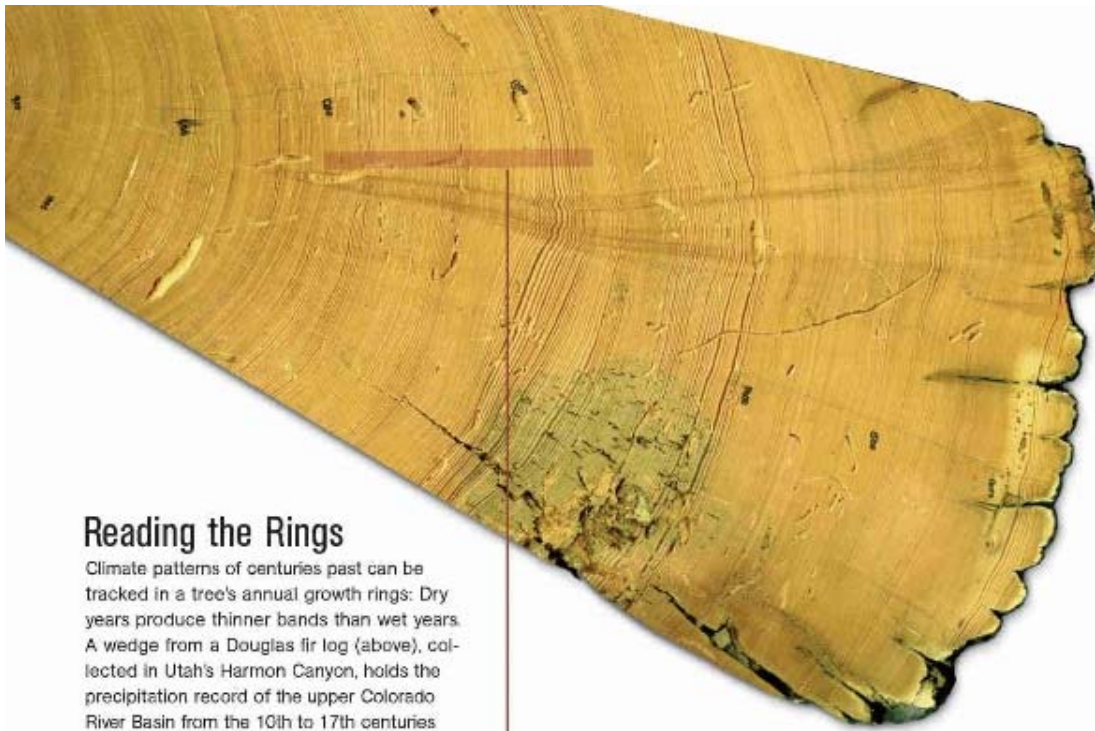 Reading the Rings
Climate patterns of centuries past can be
tracked in a tree's annual growth rings: Dry
years produce thinner bands than wet years.
A wedge from a Douglas fir log (above), col-
lected in Utah's Harmon Canyon, holds the
precipitation record of the upper Colorado
River Basin from the 10th to 17th centuries